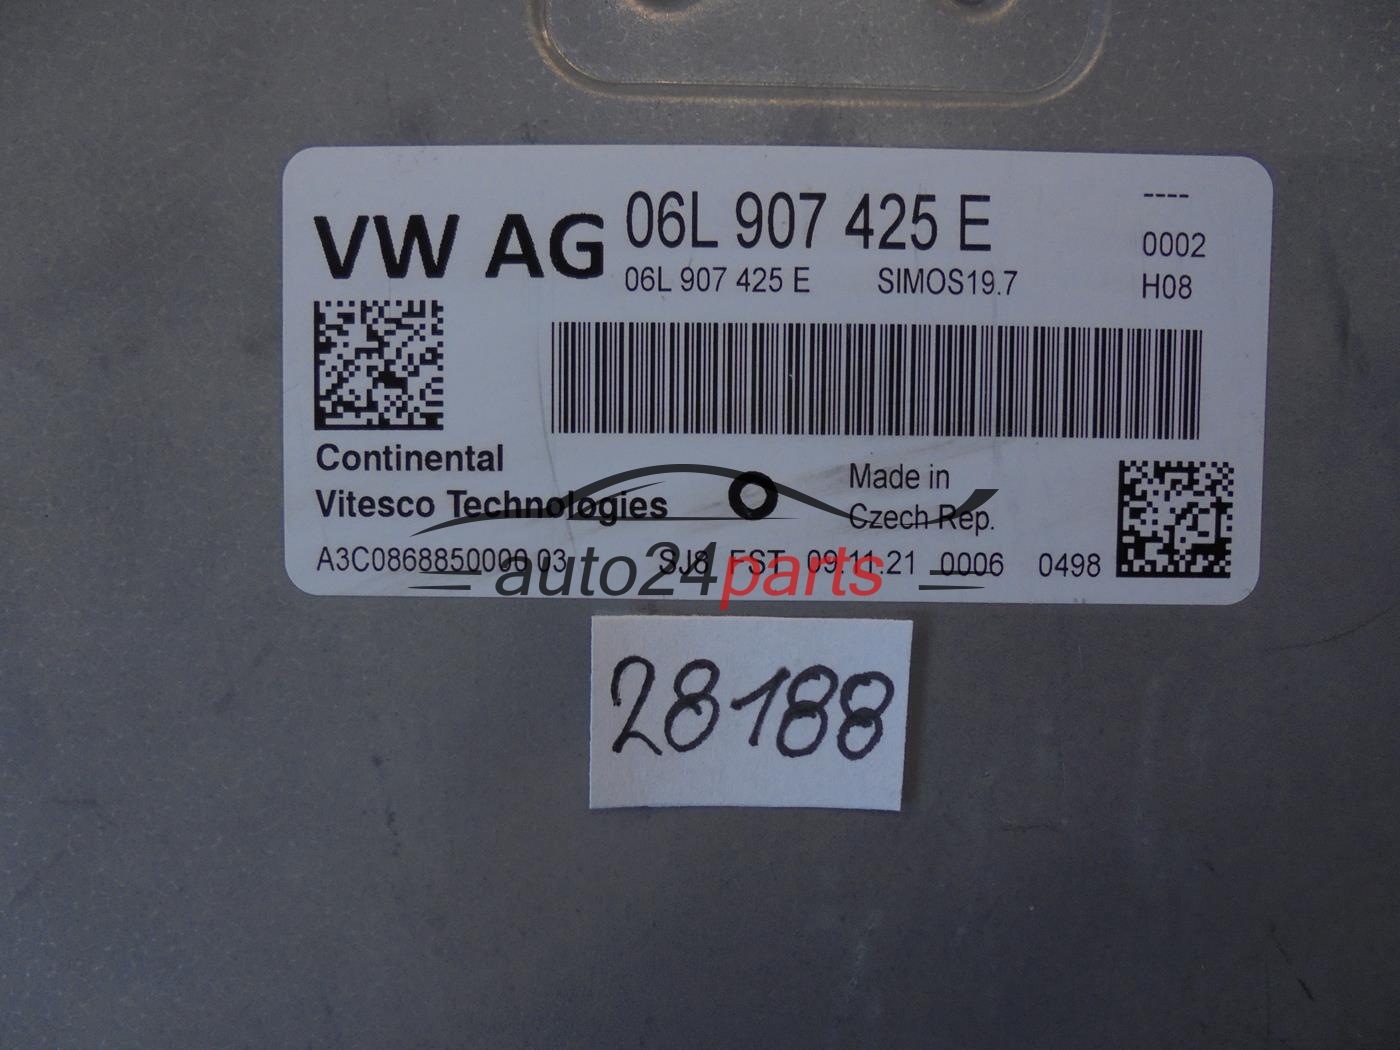 VW AG 06L 907 425 E ----
06L 907 425 E SIMOS19.7 0002
H08
Continental
Vitesco Technologies
Made in
Czech Rep.
A3C0868850000 03 SJ8 FST 09.11.21 0006 0498
auto24parts
28188